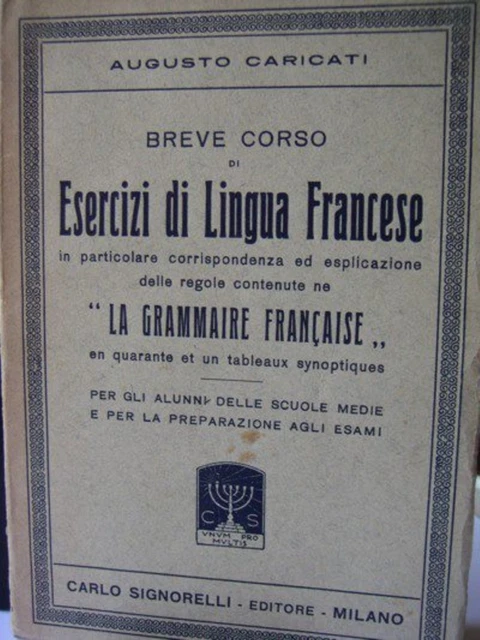 AUGUSTO CARICATI
BREVE CORSO
DI
Esercizi di Lingua Francese
in particolare corrispondenza ed esplicazione
delle regole contenute ne
“ LA GRAMMAIRE FRANÇAISE „
en quarante et un tableaux synoptiques
PER GLI ALUNNI DELLE SCUOLE MEDIE
E PER LA PREPARAZIONE AGLI ESAMI
C S
VNVM PRO
MVLTIS
CARLO SIGNORELLI - EDITORE - MILANO